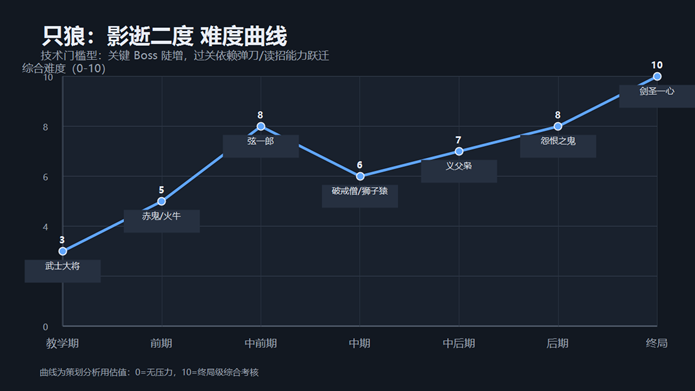 只狼：影逝二度 难度曲线
技术门槛型：关键 Boss 陡增，过关依赖弹刀/读招能力跃迁
综合难度（0-10）
10
8
6
4
2
0
3
武士大将
5
赤鬼/火牛
8
弦一郎
6
破戒僧/狮子猿
7
义父枭
8
怨恨之鬼
10
剑圣一心
教学期
前期
中前期
中期
中后期
后期
终局
曲线为策划分析用估值：0=无压力，10=终局级综合考核